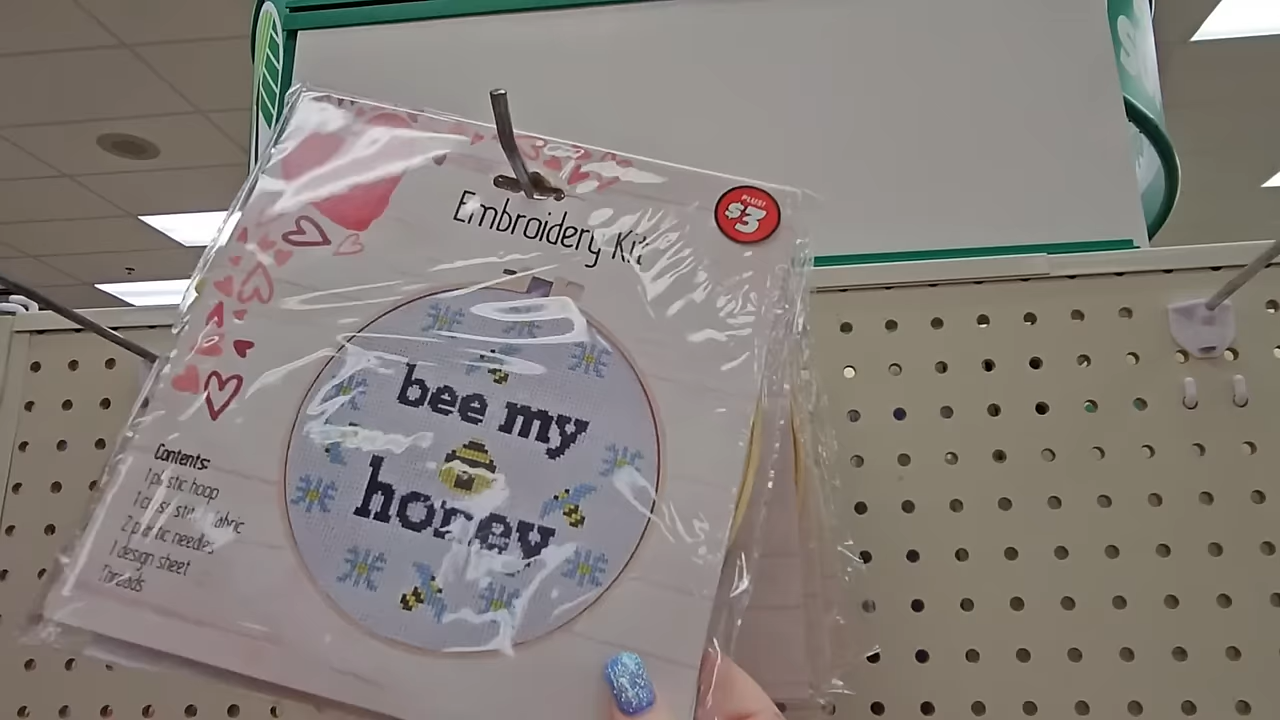 PLUS!
$3
Embroidery Kit
bee my
honey
Contents:
1 plastic hoop
1 cross stitch fabric
2 plastic needles
1 design sheet
Threads